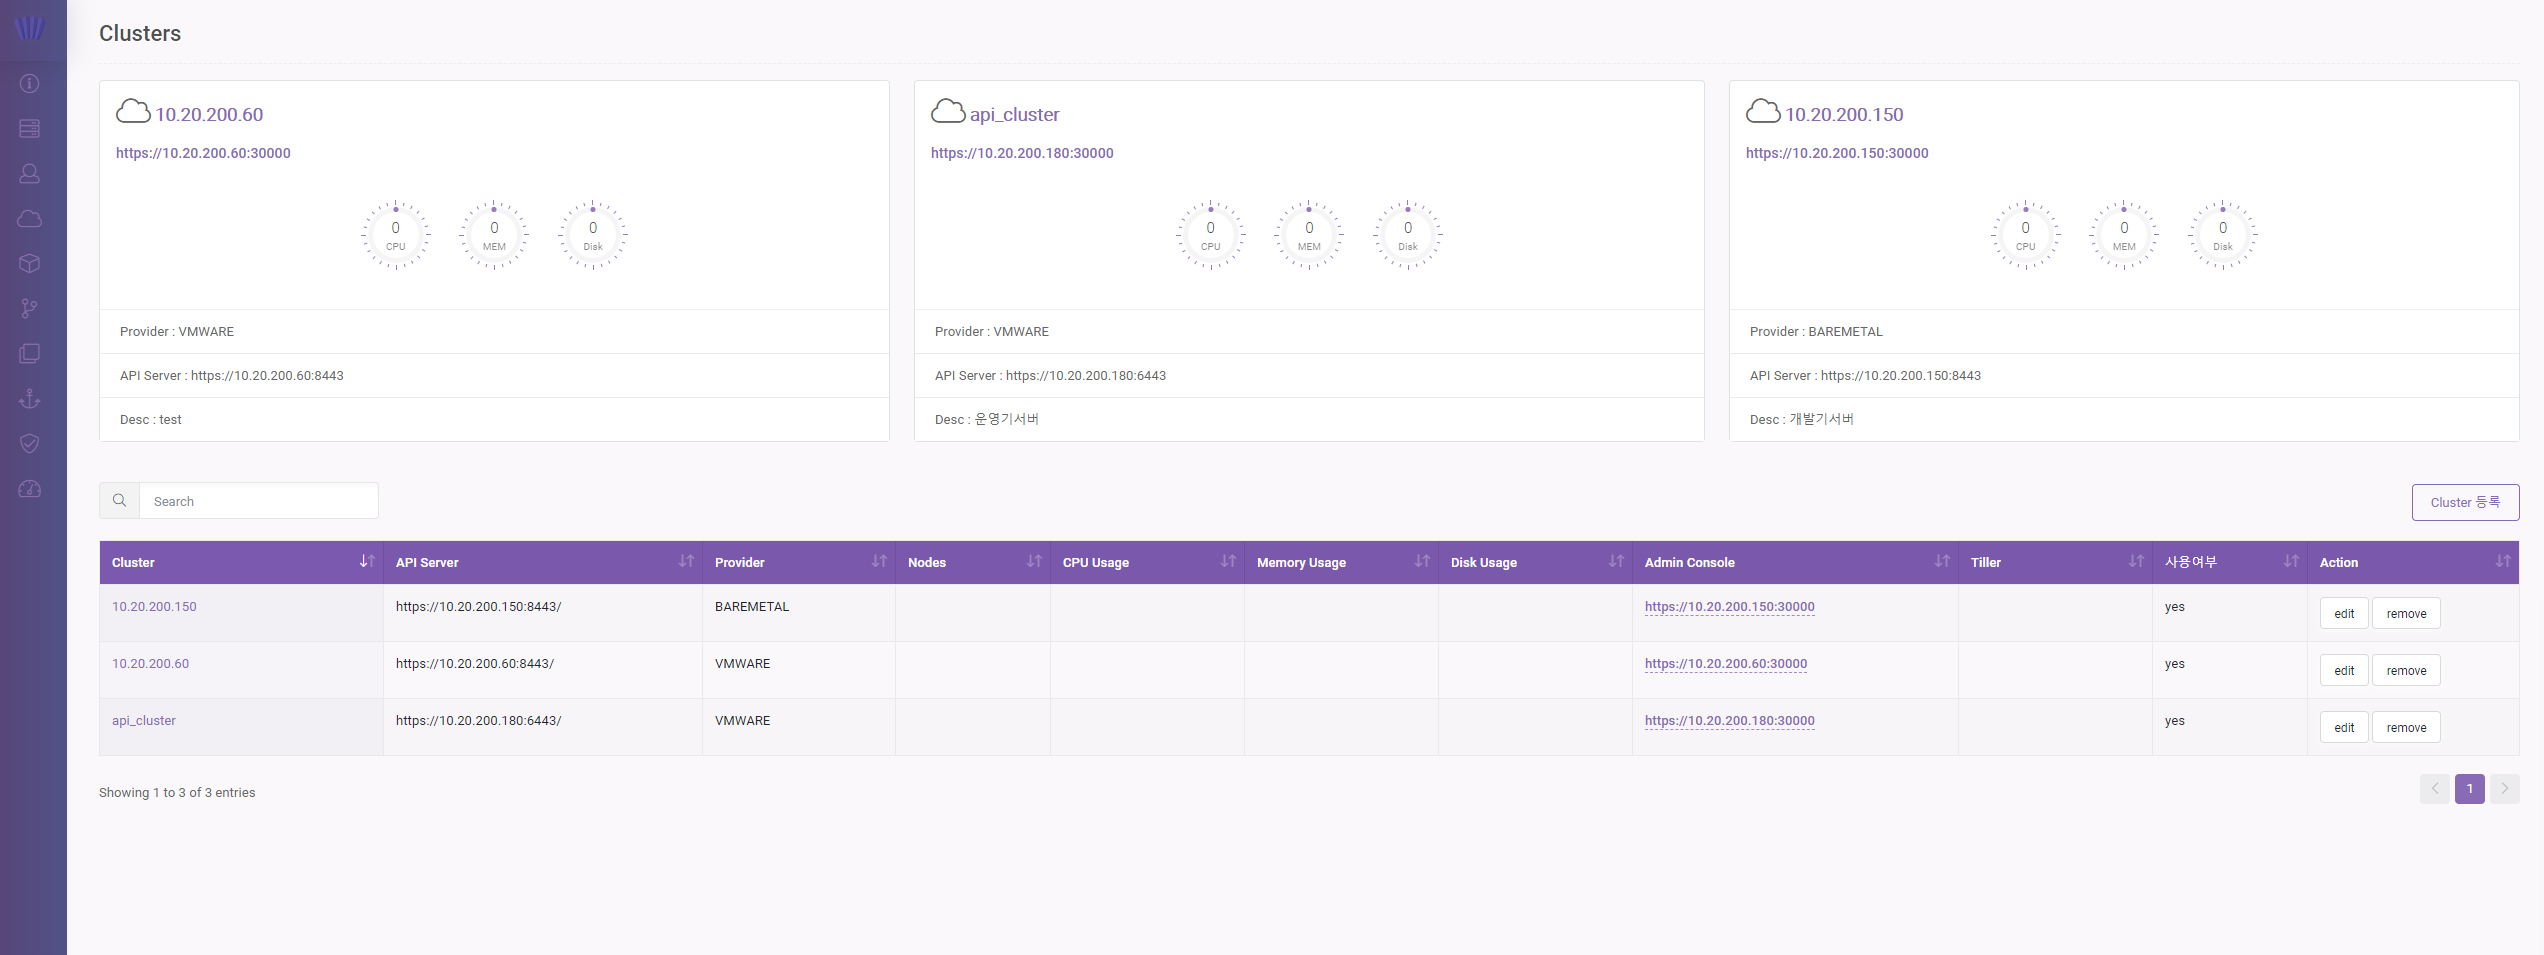 Clusters
10.20.200.60
https://10.20.200.60:30000
0 0 0
CPU MEM Disk
Provider : VMWARE
API Server : https://10.20.200.60:8443
Desc : test
api_cluster
https://10.20.200.180:30000
0 0 0
CPU MEM Disk
Provider : VMWARE
API Server : https://10.20.200.180:6443
Desc : 운영기서버
10.20.200.150
https://10.20.200.150:30000
0 0 0
CPU MEM Disk
Provider : BAREMETAL
API Server : https://10.20.200.150:8443
Desc : 개발기서버
Search
Cluster 등록
Cluster API Server Provider Nodes CPU Usage Memory Usage Disk Usage Admin Console Tiller 사용여부 Action
10.20.200.150 https://10.20.200.150:8443/ BAREMETAL https://10.20.200.150:30000 yes edit remove
10.20.200.60 https://10.20.200.60:8443/ VMWARE https://10.20.200.60:30000 yes edit remove
api_cluster https://10.20.200.180:6443/ VMWARE https://10.20.200.180:30000 yes edit remove
Showing 1 to 3 of 3 entries
1